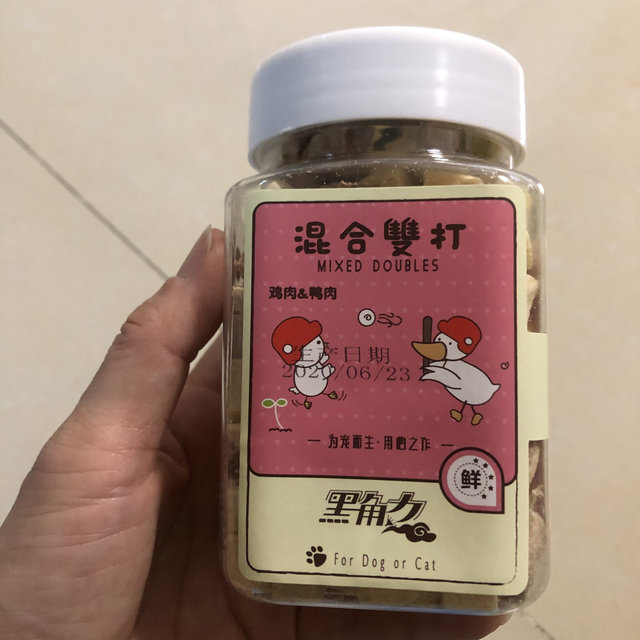 混合雙打
MIXED DOUBLES
鸡肉&鸭肉
生产日期
2020/06/23
为宠而生·用心之作
鲜
黑角力
For Dog or Cat